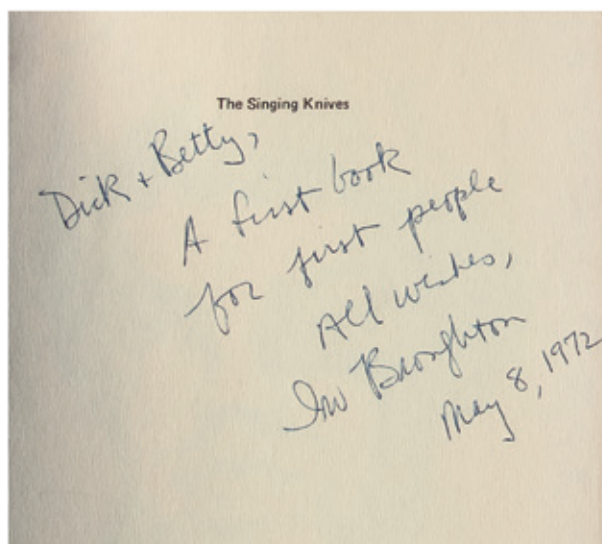 The Singing Knives
Dick + Betty,
A first book
for first people
All wishes,
Irv Broughton
May 8, 1972